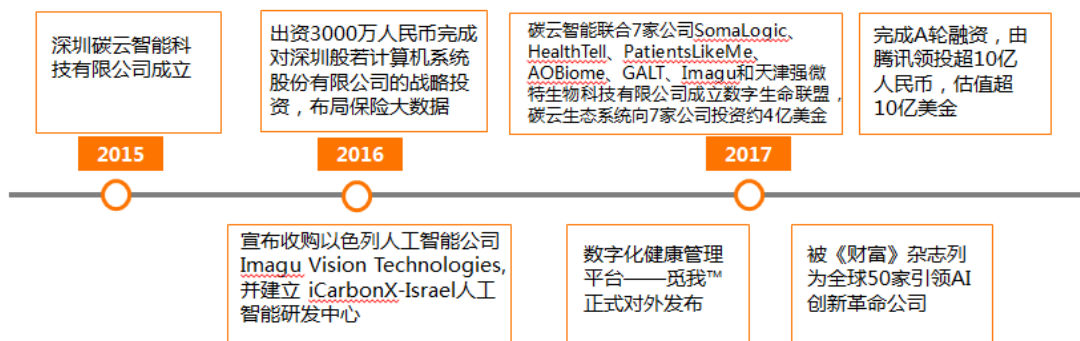 深圳碳云智能科
技有限公司成立
出资3000万人民币完成
对深圳般若计算机系统
股份有限公司的战略投
资，布局保险大数据
碳云智能联合7家公司SomaLogic、
HealthTell、PatientsLikeMe、
AOBiome、GALT、Imagu和天津强微
特生物科技有限公司成立数字生命联盟，
碳云生态系统向7家公司投资约4亿美金
完成A轮融资，由
腾讯领投超10亿
人民币，估值超
10亿美金
2015
2016
2017
宣布收购以色列人工智能公司
Imagu Vision Technologies,
并建立 iCarbonX-Israel人工
智能研发中心
数字化健康管理
平台——觅我™
正式对外发布
被《财富》杂志列
为全球50家引领AI
创新革命公司